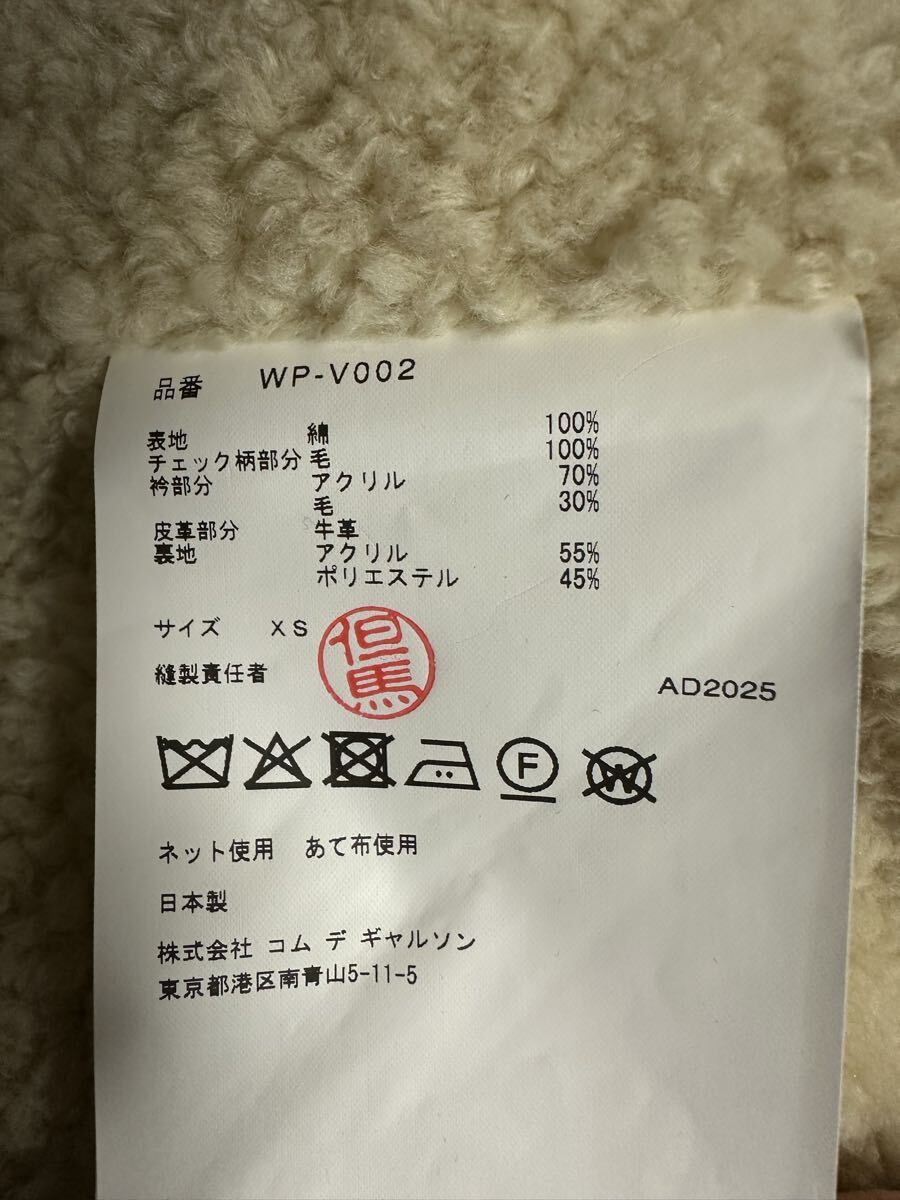 品番 WP-V002
表地 綿 100%
チェック柄部分 毛 100%
衿部分 アクリル 70%
毛 30%
皮革部分 牛革
裏地 アクリル 55%
ポリエステル 45%
サイズ XS
縫製責任者 但馬
AD2025
F W
ネット使用 あて布使用
日本製
株式会社 コム デ ギャルソン
東京都港区南青山5-11-5